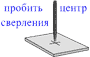 пробить центр
сверления